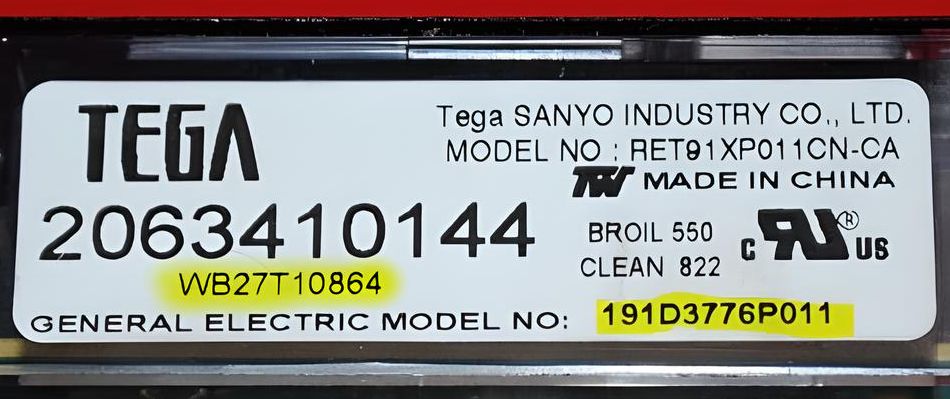 TEGA
Tega SANYO INDUSTRY CO., LTD.
MODEL NO : RET91XP011CN-CA
MADE IN CHINA
2063410144
BROIL 550
CLEAN 822
C RU ® US
WB27T10864
GENERAL ELECTRIC MODEL NO: 191D3776P011